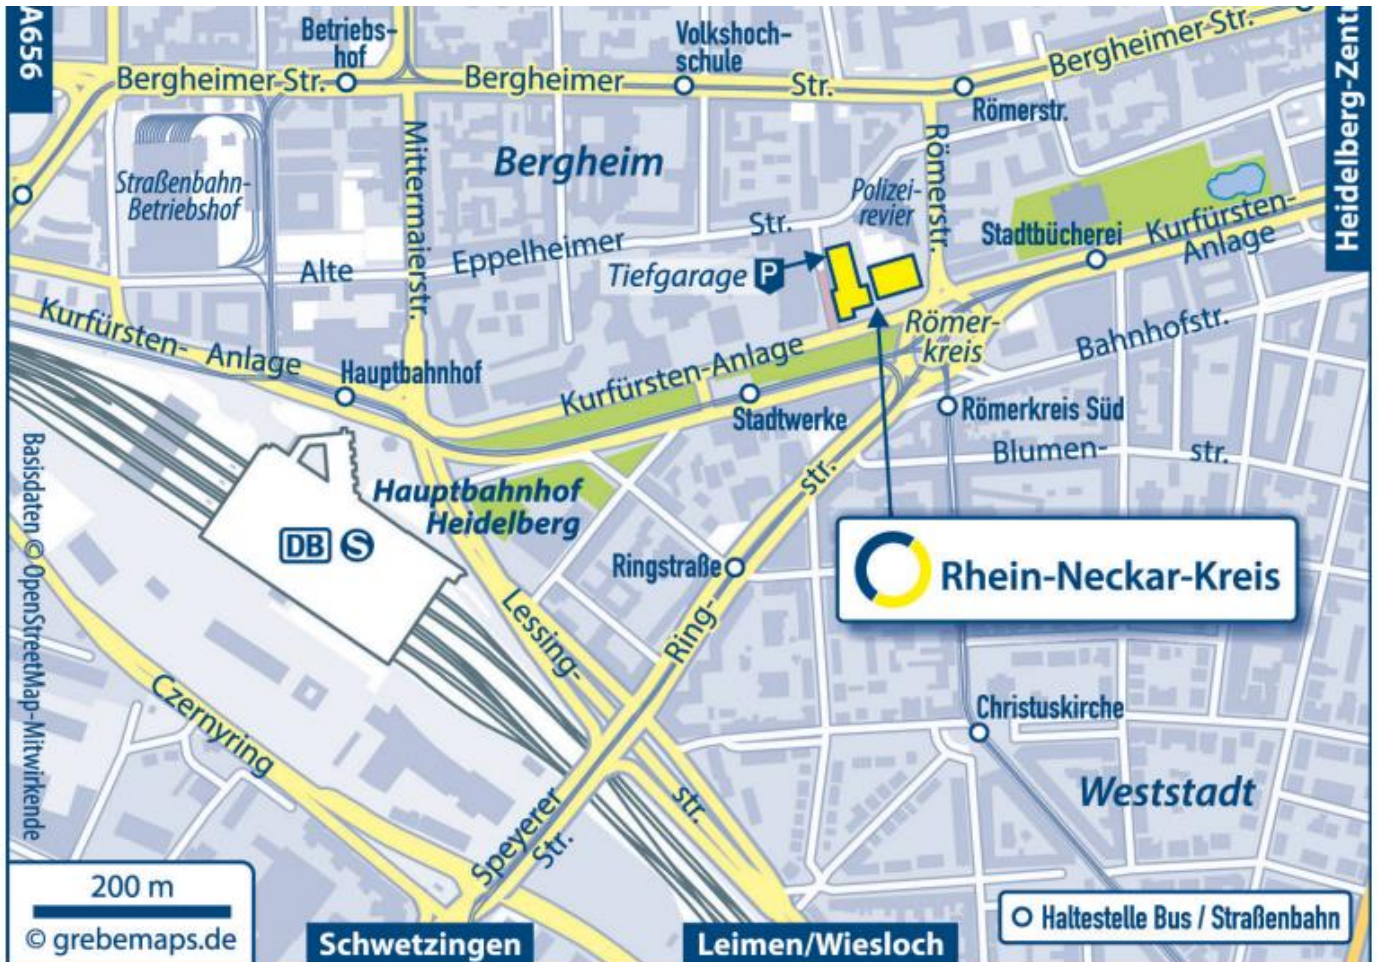 A656
Betriebs-
hof
Volkshoch-
schule
Bergheimer Str.
Bergheimer
Str.
Bergheimer Str.
Römerstr.
Heidelberg-Zentr
Mittermaierstr.
Bergheim
Römerstr.
Straßenbahn-
Betriebshof
Polizei-
revier
Stadtbücherei
Kurfürsten-
Anlage
Alte
Eppelheimer
Str.
Tiefgarage P
Kurfürsten-
Anlage
Hauptbahnhof
Kurfürsten-Anlage
Römer-
kreis
Bahnhofstr.
Stadtwerke
Römerkreis Süd
Blumen-
str.
Hauptbahnhof
Heidelberg
DB S
Ringstraße
Ring-
str.
Rhein-Neckar-Kreis
Lessing-
str.
Czernyring
Christuskirche
Weststadt
Speyerer
Str.
Basisdaten © OpenStreetMap-Mitwirkende
200 m
© grebemaps.de
Schwetzingen
Leimen/Wiesloch
Haltestelle Bus / Straßenbahn